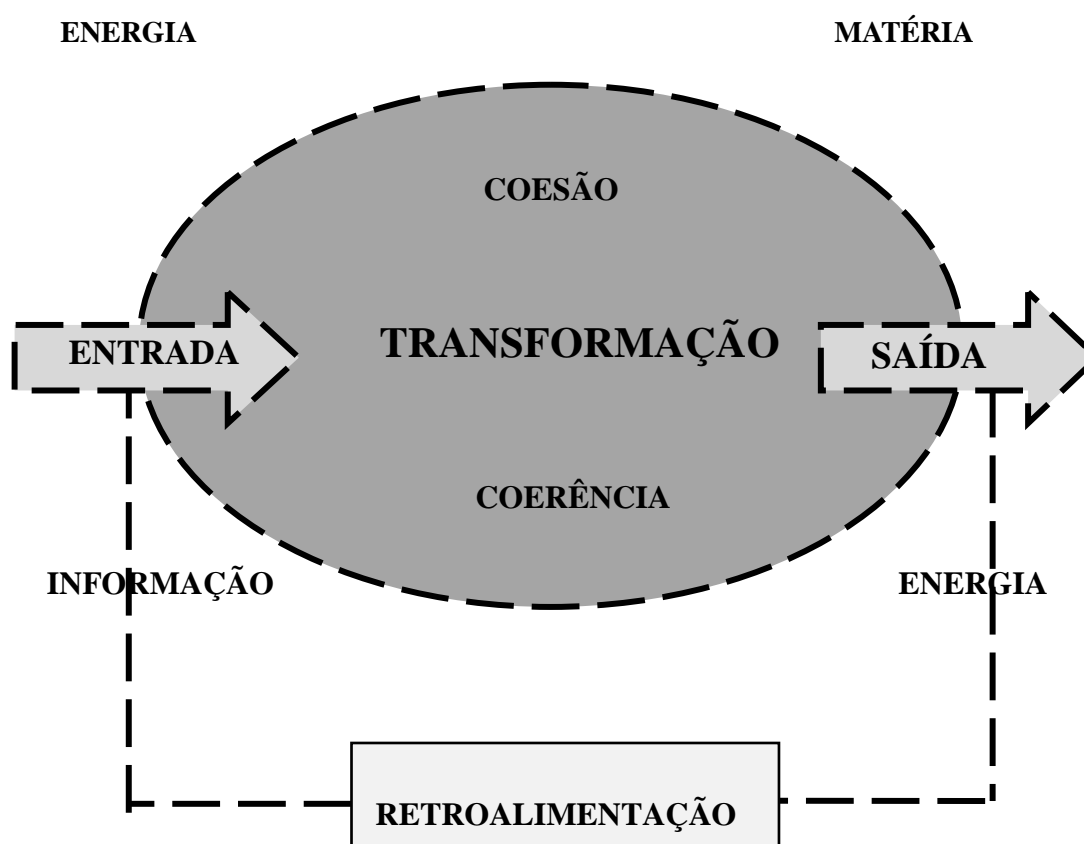 ENERGIA
MATÉRIA
COESÃO
TRANSFORMAÇÃO
ENTRADA
SAÍDA
COERÊNCIA
INFORMAÇÃO
ENERGIA
RETROALIMENTAÇÃO